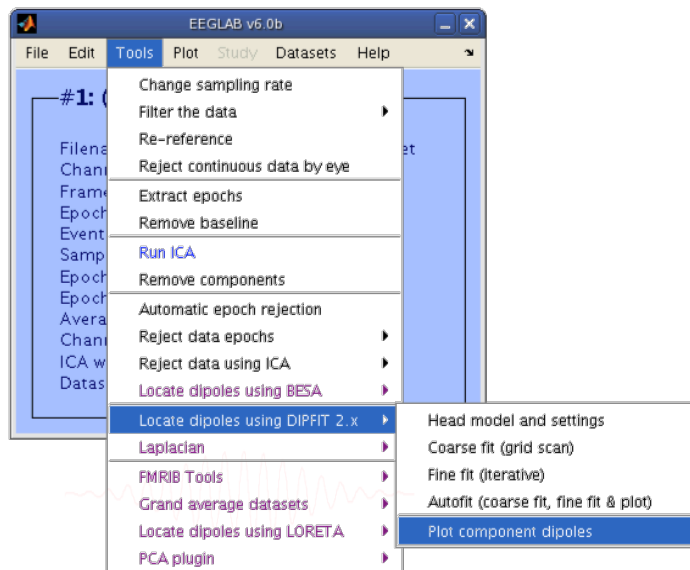 EEGLAB v6.0b
File Edit Tools Plot Study Datasets Help
#1: (
Change sampling rate
Filter the data
Re-reference
Filena
et
Reject continuous data by eye
Chann
Frame
Extract epochs
Epoch
Remove baseline
Event
Samp
Run ICA
Epoch
Remove components
Epoch
Avera
Automatic epoch rejection
Chann
Reject data epochs
ICA w
Reject data using ICA
Datas
Locate dipoles using BESA
Locate dipoles using DIPFIT 2.x
Laplacian
FMRIB Tools
Grand average datasets
Locate dipoles using LORETA
PCA plugin
Head model and settings
Coarse fit (grid scan)
Fine fit (iterative)
Autofit (coarse fit, fine fit & plot)
Plot component dipoles